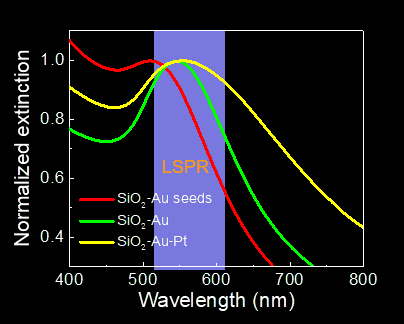 Normalized extinction
1.0
0.8
0.6
0.4
LSPR
SiO2-Au seeds
SiO2-Au
SiO2-Au-Pt
400 500 600 700 800
Wavelength (nm)